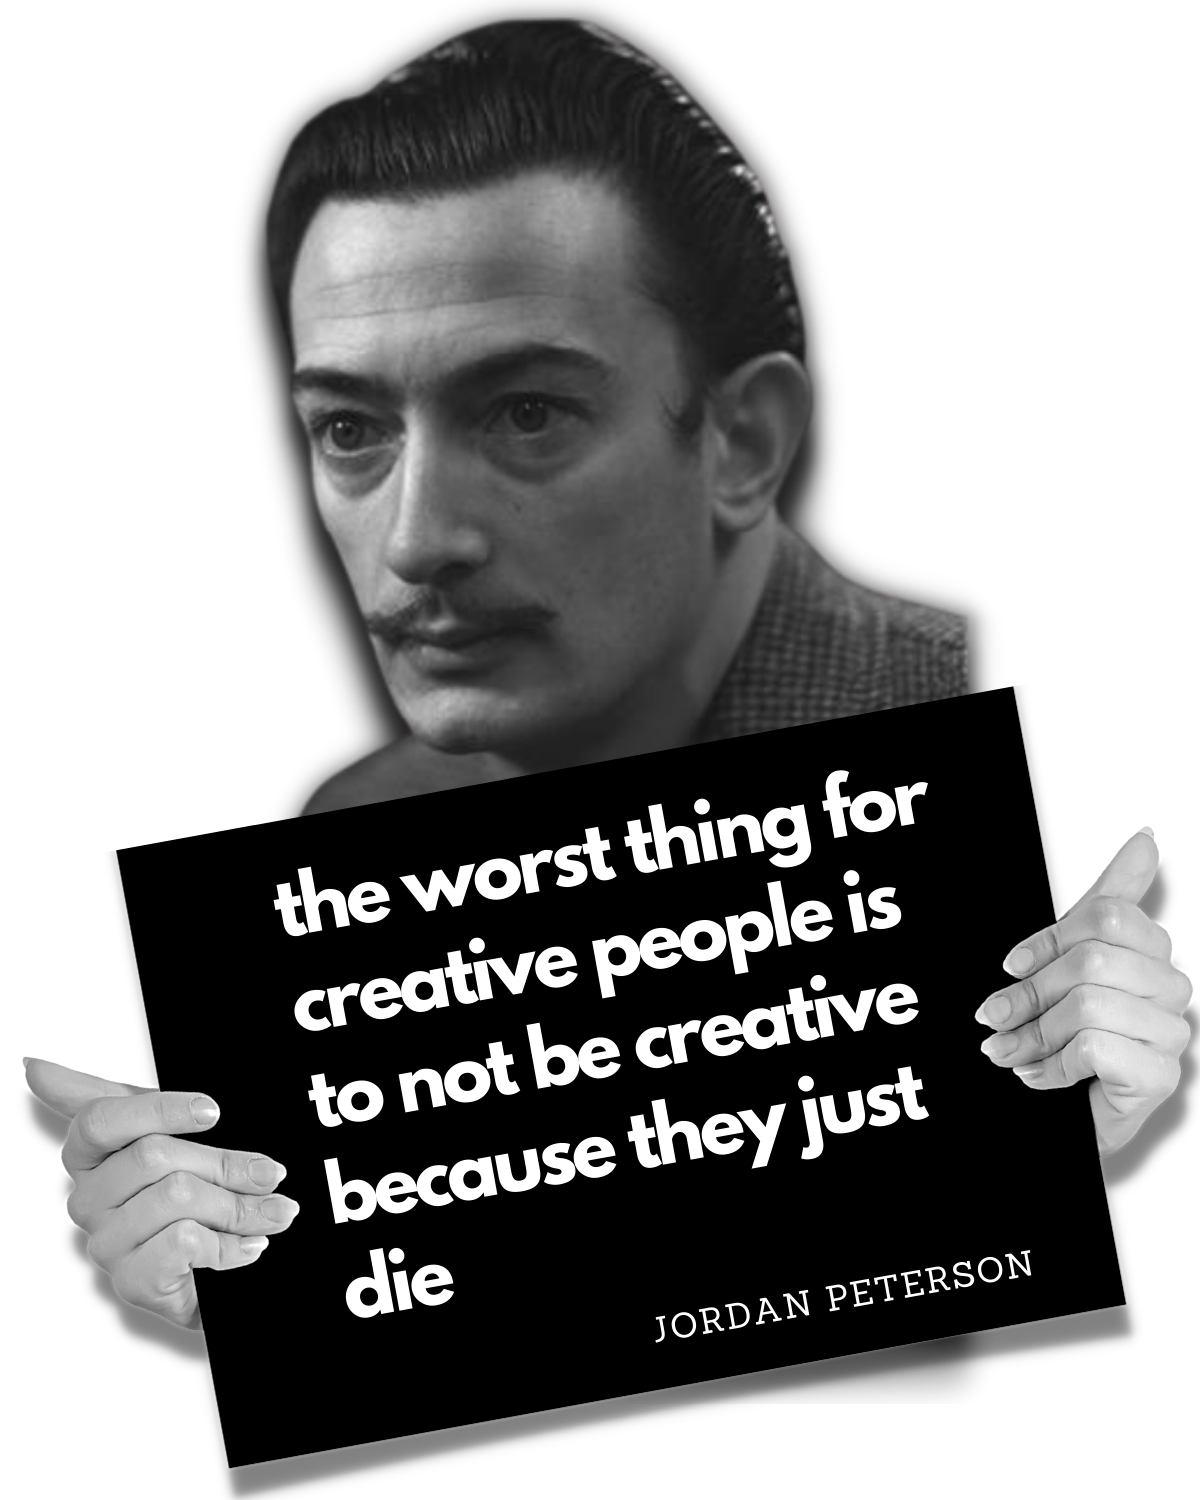 the worst thing for
creative people is
to not be creative
because they just
die
JORDAN PETERSON